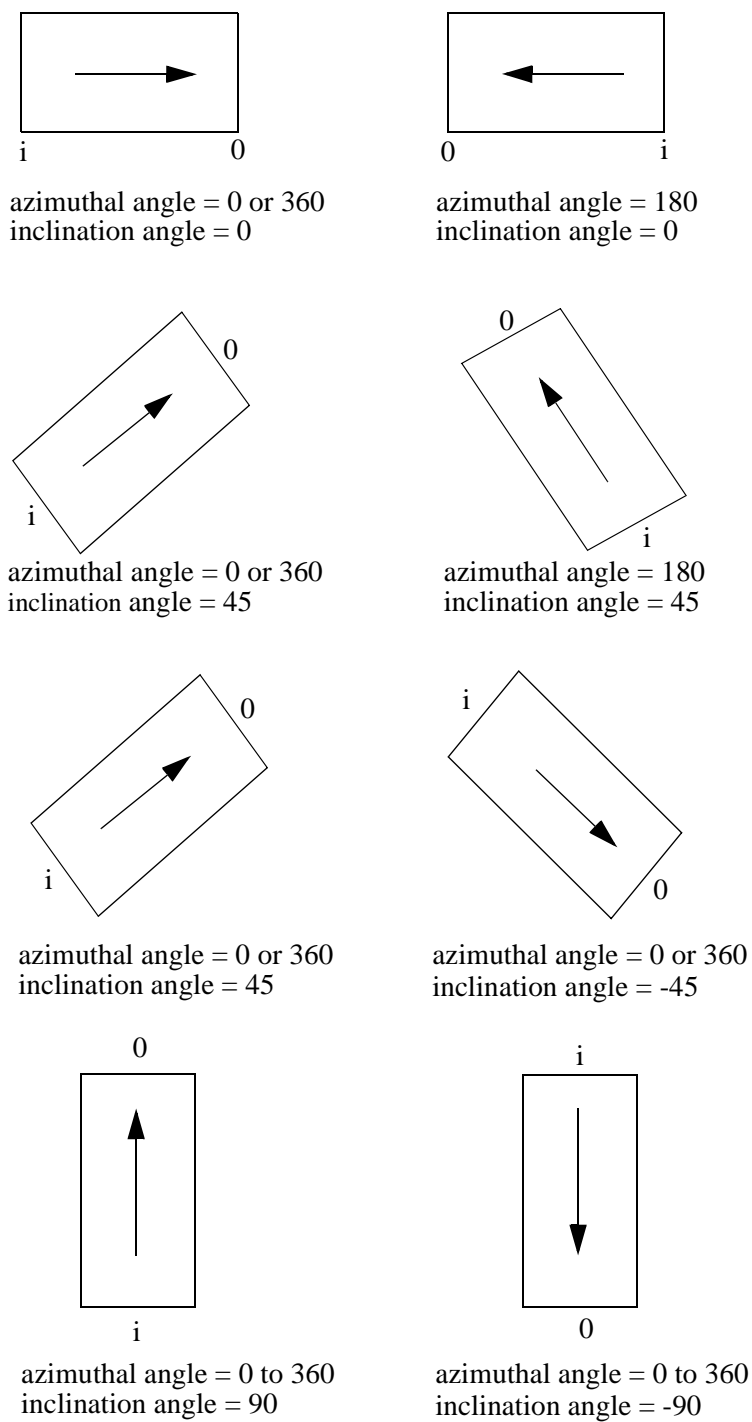 i
0
azimuthal angle = 0 or 360
inclination angle = 0
0
i
azimuthal angle = 180
inclination angle = 0
0
i
azimuthal angle = 0 or 360
inclination angle = 45
0
i
azimuthal angle = 180
inclination angle = 45
0
i
azimuthal angle = 0 or 360
inclination angle = 45
i
0
azimuthal angle = 0 or 360
inclination angle = -45
0
i
azimuthal angle = 0 to 360
inclination angle = 90
i
0
azimuthal angle = 0 to 360
inclination angle = -90